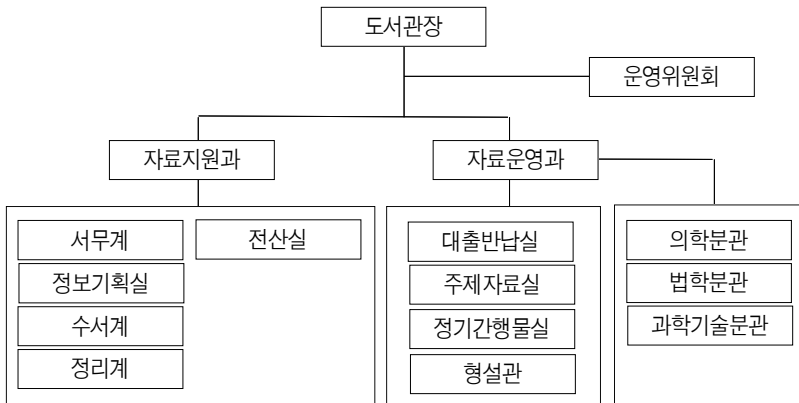 도서관장
운영위원회
자료지원과
자료운영과
서무계
전산실
정보기획실
수서계
정리계
대출반납실
주제자료실
정기간행물실
형설관
의학분관
법학분관
과학기술분관